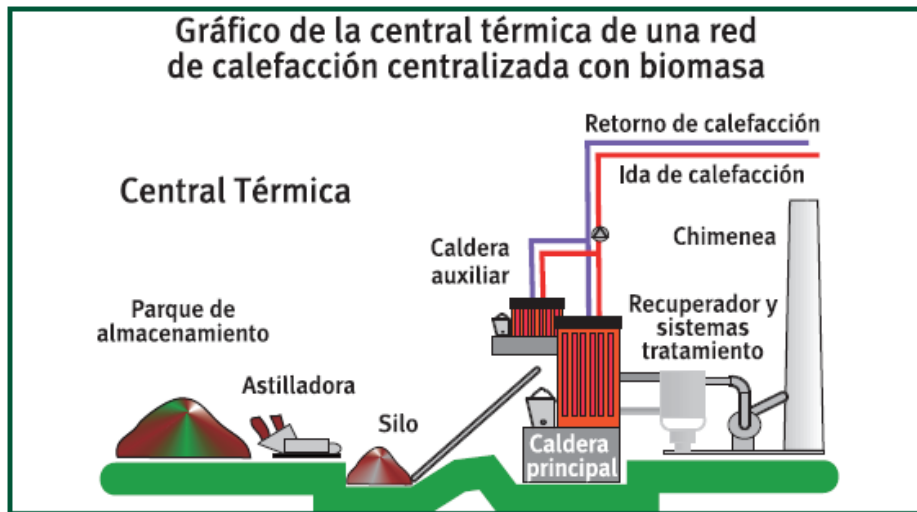 Gráfico de la central térmica de una red
de calefacción centralizada con biomasa
Retorno de calefacción
Ida de calefacción
Central Térmica
Caldera
auxiliar
Chimenea
Parque de
almacenamiento
Recuperador y
sistemas
tratamiento
Astilladora
Silo
Caldera
principal